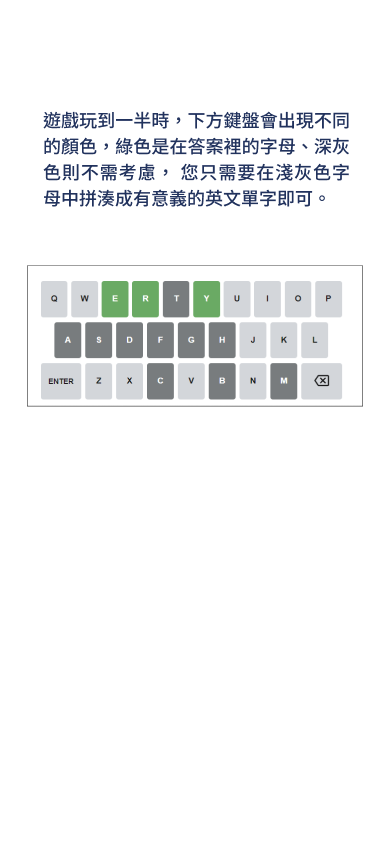 遊戲玩到一半時，下方鍵盤會出現不同
的顏色，綠色是在答案裡的字母、深灰
色則不需考慮， 您只需要在淺灰色字
母中拼湊成有意義的英文單字即可。
Q W E R T Y U I O P
A S D F G H J K L
ENTER Z X C V B N M